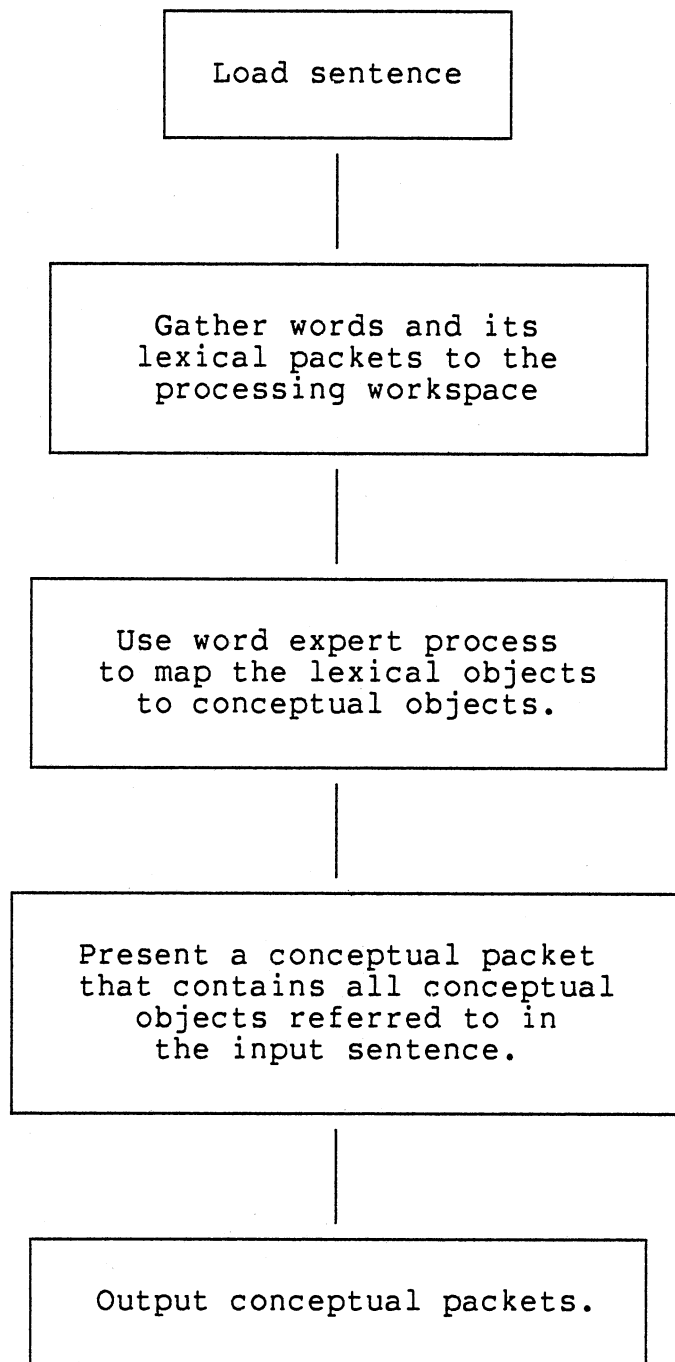 Load sentence
Gather words and its
lexical packets to the
processing workspace
Use word expert process
to map the lexical objects
to conceptual objects.
Present a conceptual packet
that contains all conceptual
objects referred to in
the input sentence.
Output conceptual packets.